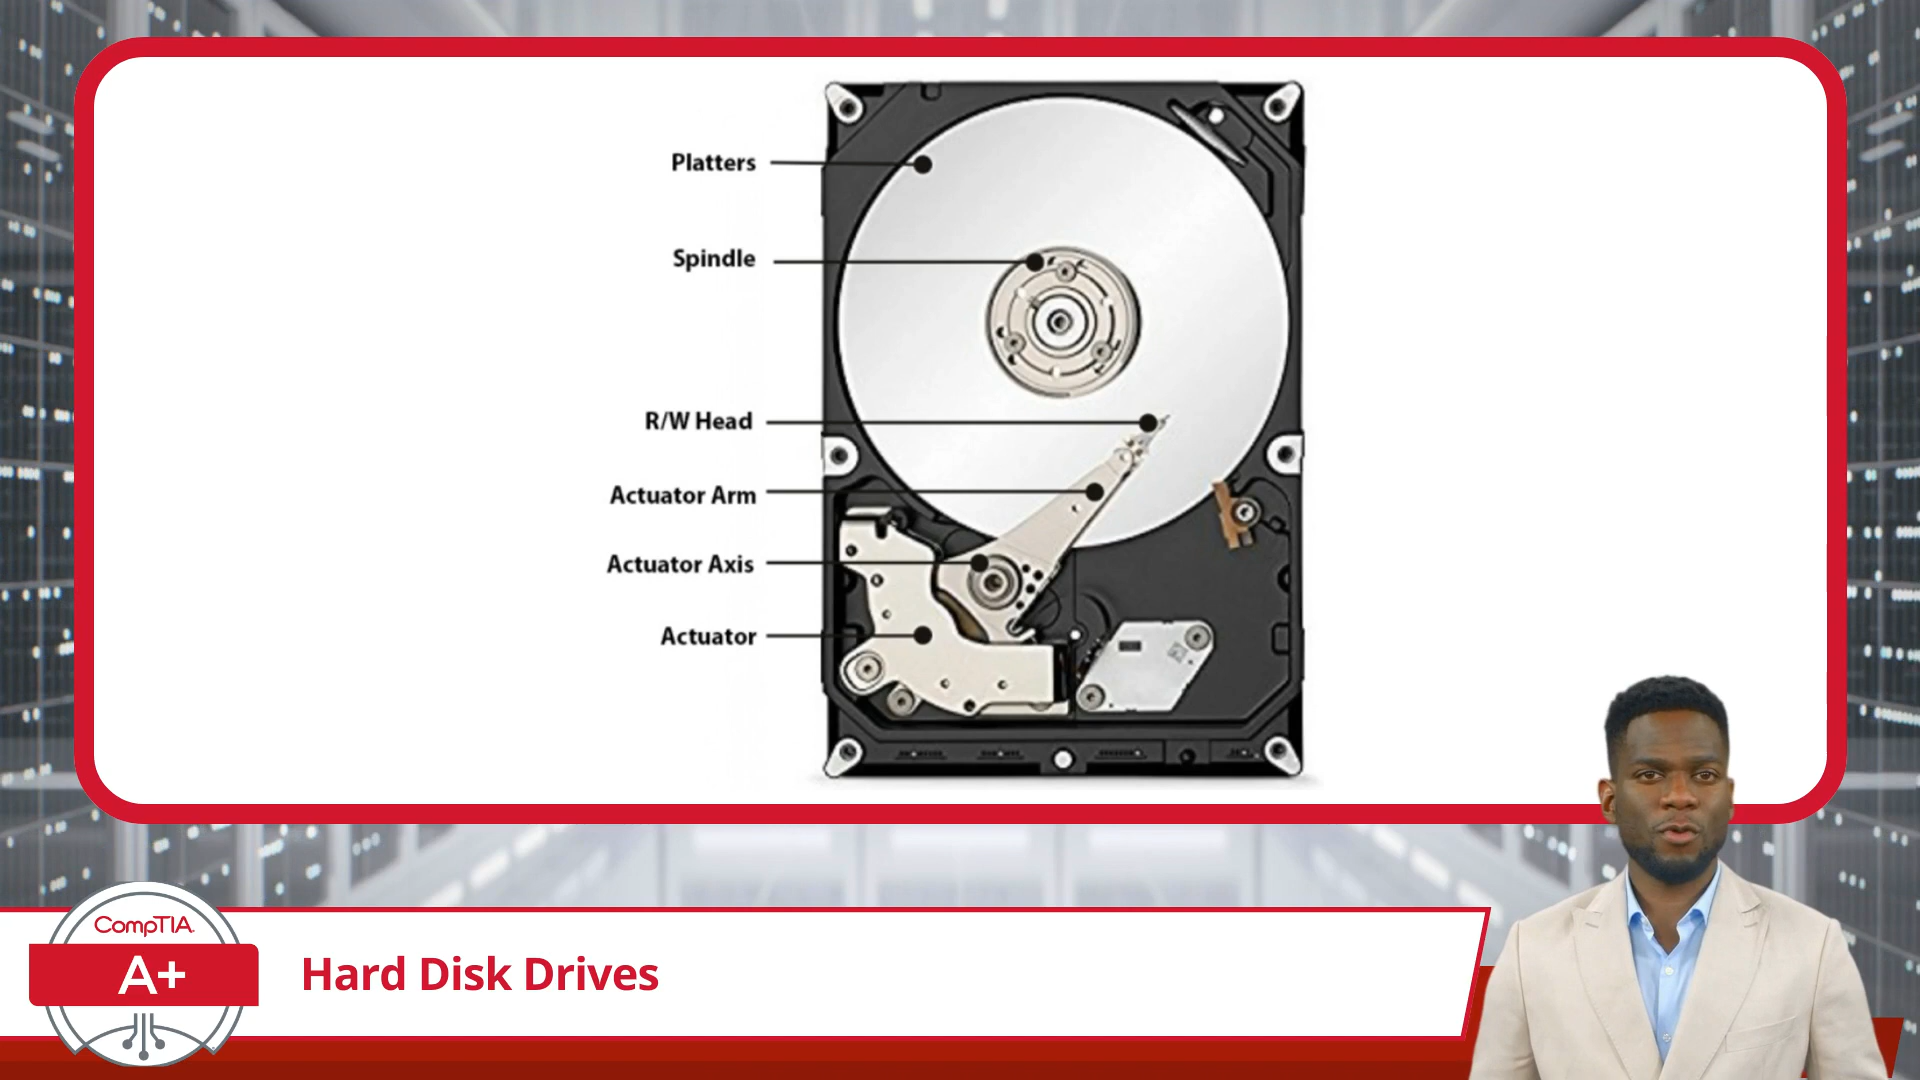 Platters
Spindle
R/W Head
Actuator Arm
Actuator Axis
Actuator
CompTIA
A+
Hard Disk Drives